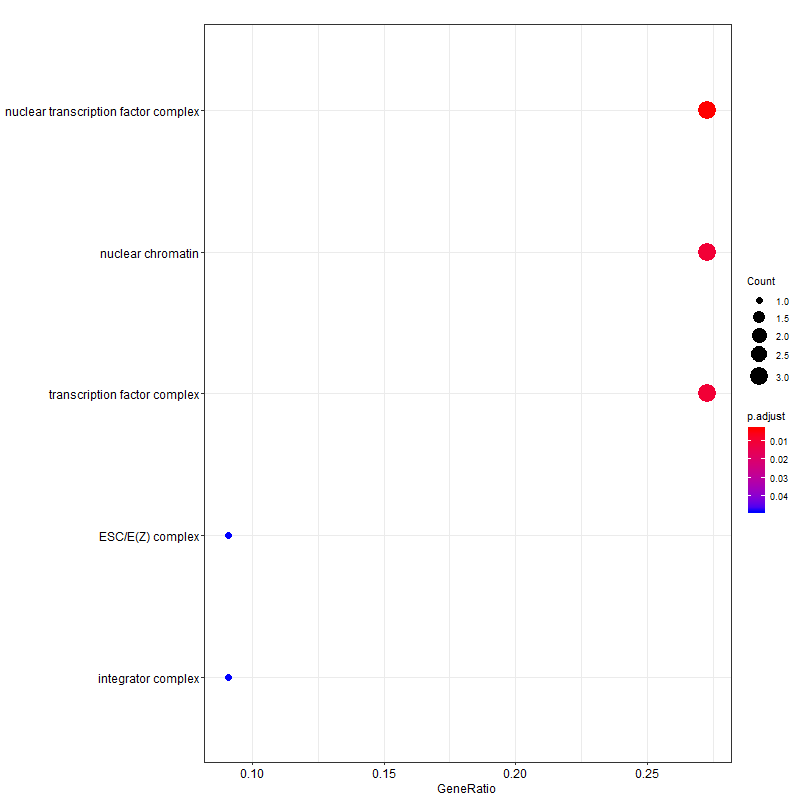 nuclear transcription factor complex
nuclear chromatin
transcription factor complex
ESC/E(Z) complex
integrator complex
0.10
0.15
0.20
0.25
GeneRatio
Count
1.0
1.5
2.0
2.5
3.0
p.adjust
0.01
0.02
0.03
0.04